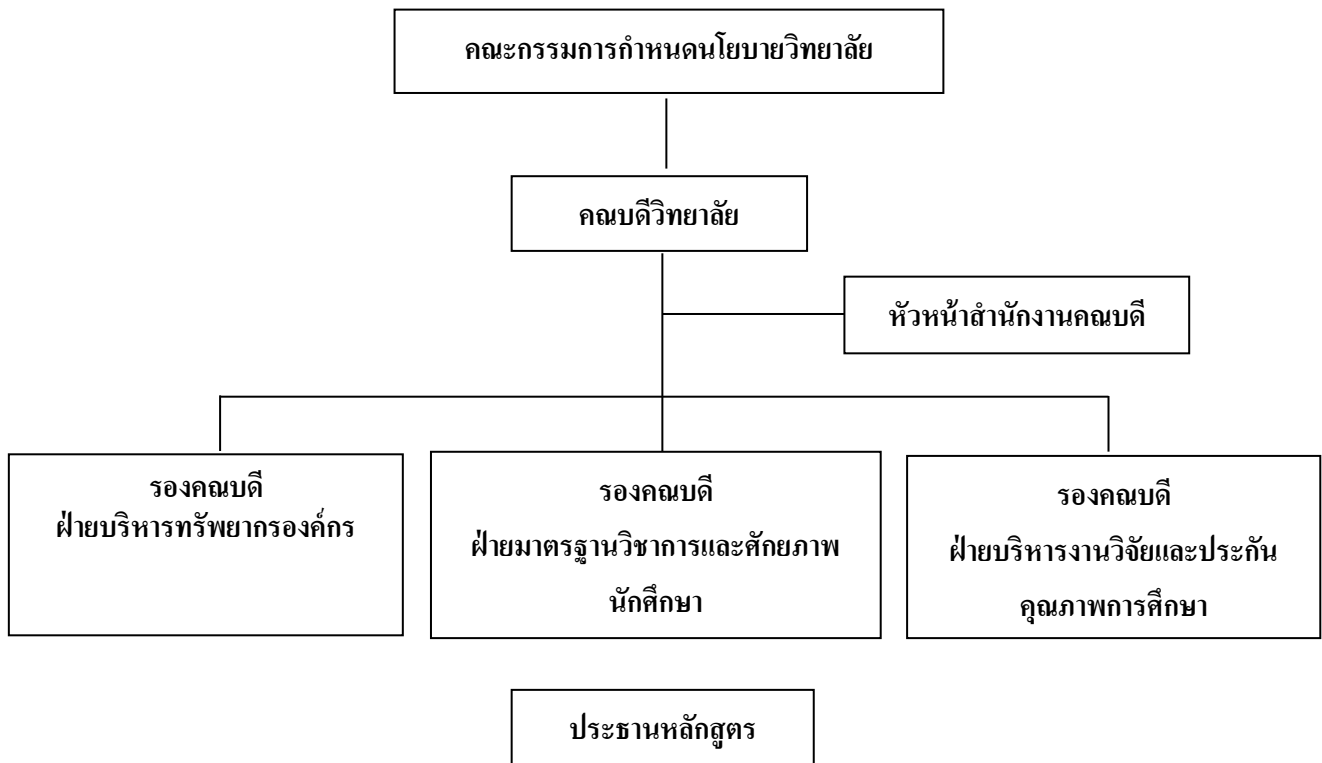 คณะกรรมการกำหนดนโยบายวิทยาลัย
คณบดีวิทยาลัย
หัวหน้าสำนักงานคณบดี
รองคณบดี
ฝ่ายบริหารทรัพยากรองค์กร
รองคณบดี
ฝ่ายมาตรฐานวิชาการและศักยภาพ
นักศึกษา
รองคณบดี
ฝ่ายบริหารงานวิจัยและประกัน
คุณภาพการศึกษา
ประธานหลักสูตร